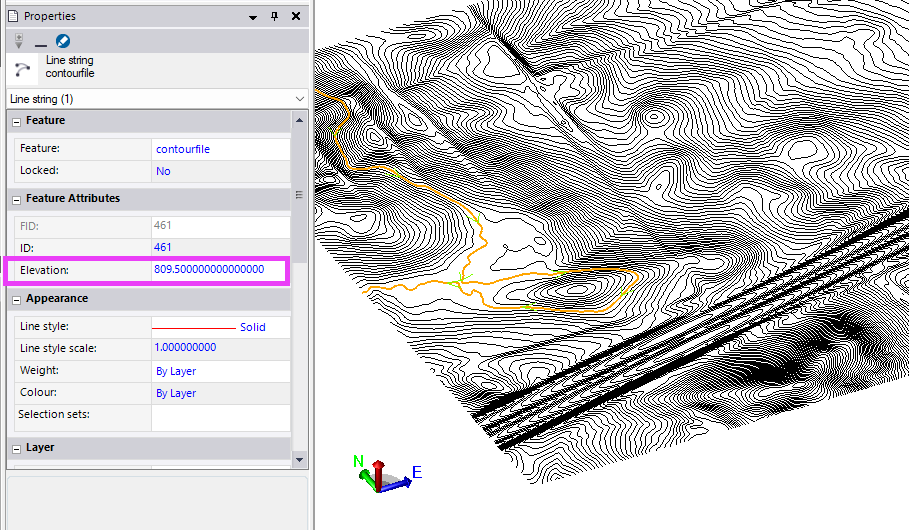 Properties
Line string
contourfile
Line string (1)
Feature
Feature: contourfile
Locked: No
Feature Attributes
FID: 461
ID: 461
Elevation: 809.500000000000000
Appearance
Line style: Solid
Line style scale: 1.000000000
Weight: By Layer
Colour: By Layer
Selection sets:
Layer
N
E